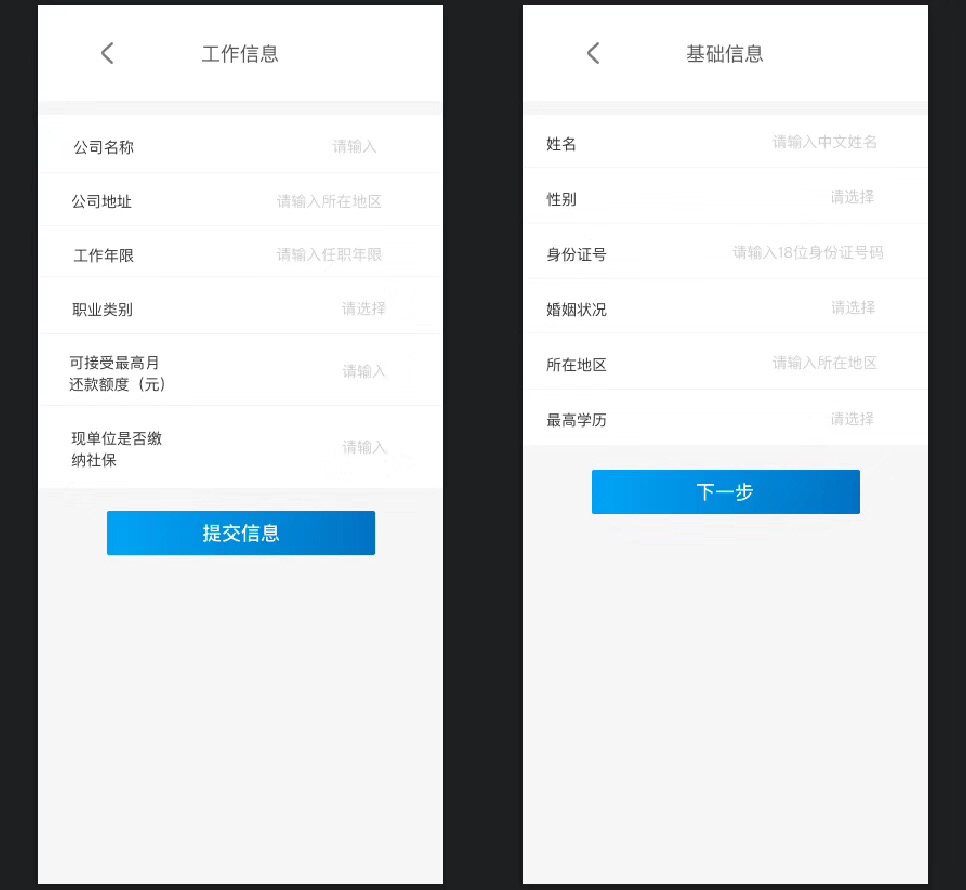 工作信息
公司名称 请输入
公司地址 请输入所在地区
工作年限 请输入任职年限
职业类别 请选择
可接受最高月
还款额度（元） 请输入
现单位是否缴
纳社保 请输入
提交信息
基础信息
姓名 请输入中文姓名
性别 请选择
身份证号 请输入18位身份证号码
婚姻状况 请选择
所在地区 请输入所在地区
最高学历 请选择
下一步